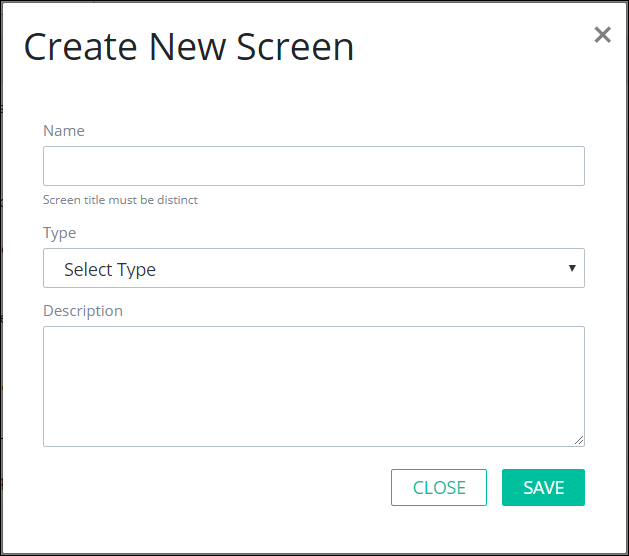 Create New Screen
Name
Screen title must be distinct
Type
Select Type
Description
CLOSE SAVE